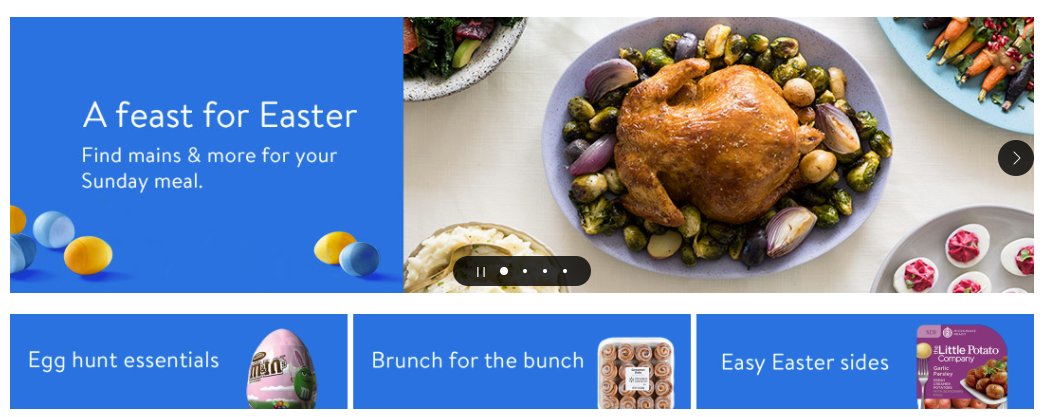 A feast for Easter
Find mains & more for your
Sunday meal.
Egg hunt essentials
m&m's
Brunch for the bunch
Easy Easter sides
THE Little Potato
Company
Garlic
Parsley